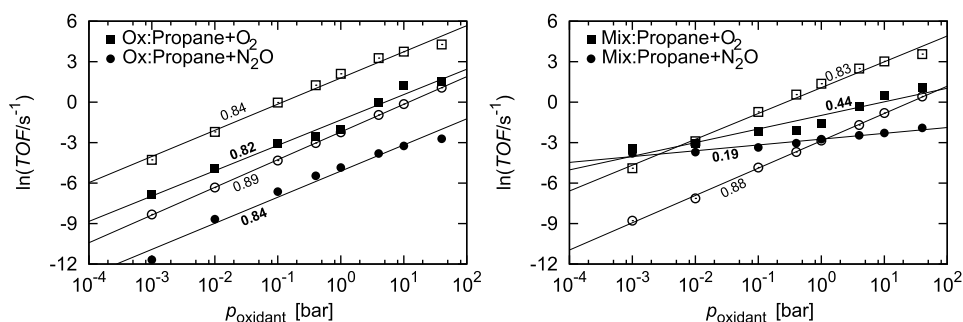 6
3
0
-3
-6
-9
-12
ln(TOF/s⁻¹)
Ox:Propane+O₂
Ox:Propane+N₂O
0.84
0.82
0.89
0.84
10⁻⁴ 10⁻³ 10⁻² 10⁻¹ 10⁰ 10¹ 10²
p_oxidant [bar]
6
3
0
-3
-6
-9
-12
ln(TOF/s⁻¹)
Mix:Propane+O₂
Mix:Propane+N₂O
0.83
0.44
0.19
0.88
10⁻⁴ 10⁻³ 10⁻² 10⁻¹ 10⁰ 10¹ 10²
p_oxidant [bar]